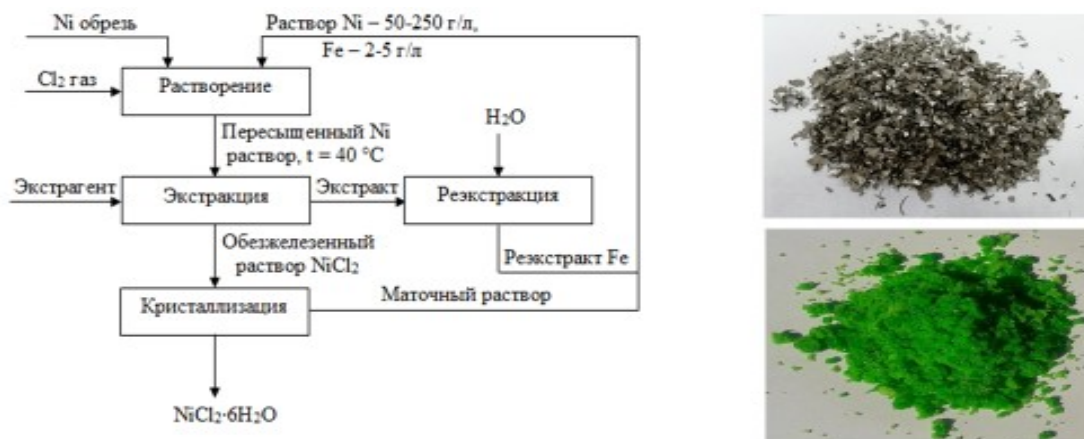 Ni обрезь
Раствор Ni – 50-250 г/л,
Fe – 2-5 г/л
Cl₂ газ
Растворение
Пересыщенный Ni
раствор, t = 40 °C
H₂O
Экстрагент
Экстракция
Экстракт
Реэкстракция
Обезжелезенный
раствор NiCl₂
Реэкстракт Fe
Кристаллизация
Маточный раствор
NiCl₂·6H₂O